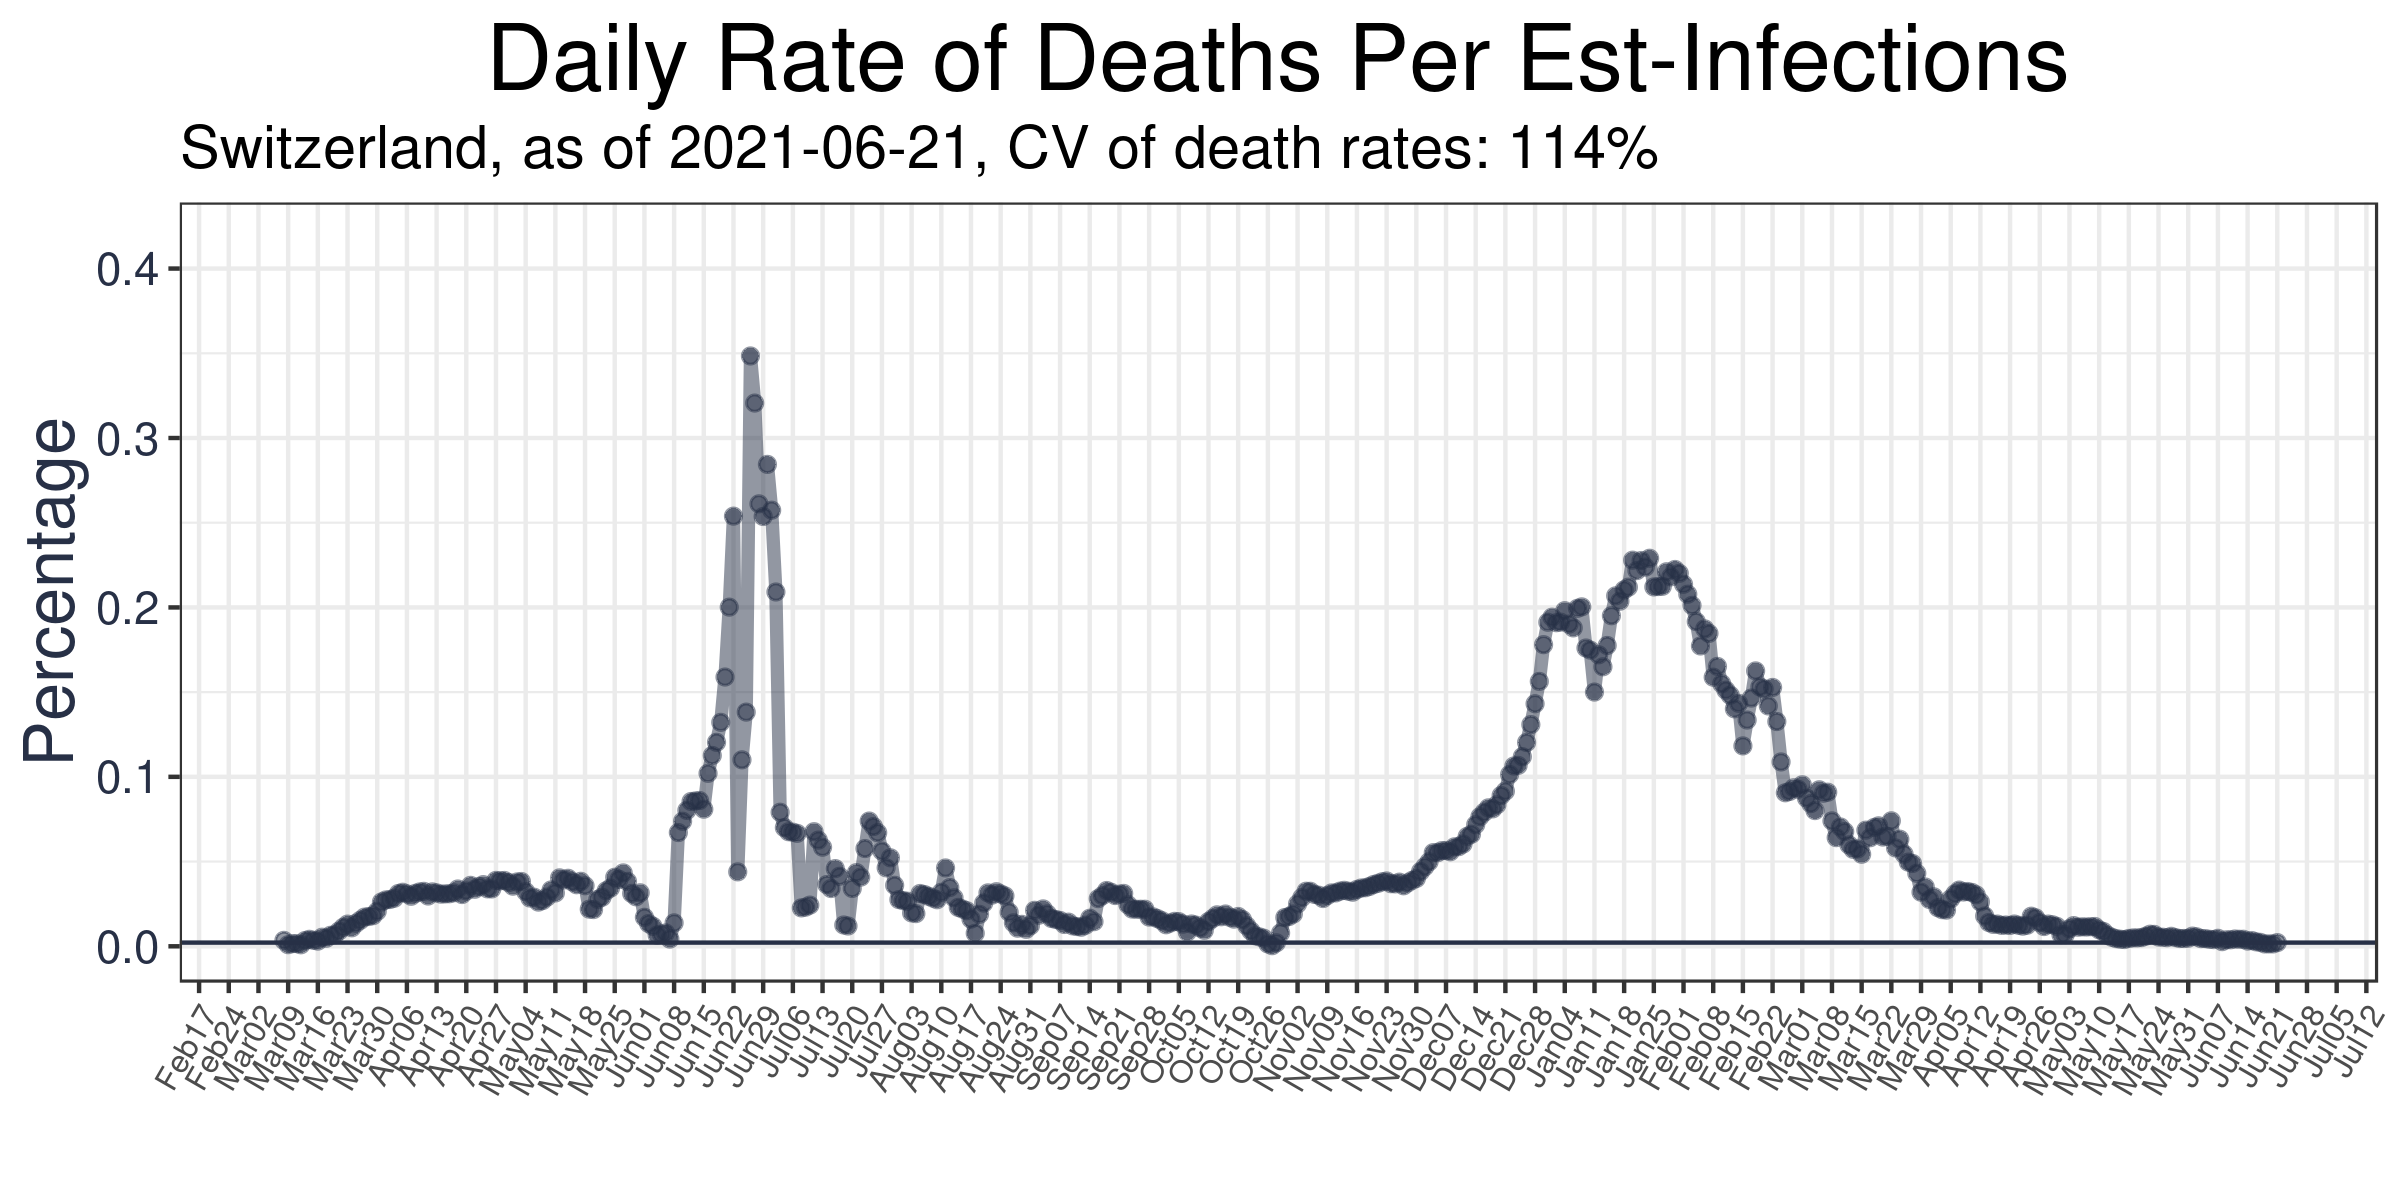 Daily Rate of Deaths Per Est-Infections
Switzerland, as of 2021-06-21, CV of death rates: 114%
Percentage
0.4
0.3
0.2
0.1
0.0
Feb17
Feb24
Mar02
Mar09
Mar16
Mar23
Mar30
Apr06
Apr13
Apr20
Apr27
May04
May11
May18
May25
Jun01
Jun08
Jun15
Jun22
Jun29
Jul06
Jul13
Jul20
Jul27
Aug03
Aug10
Aug17
Aug24
Aug31
Sep07
Sep14
Sep21
Sep28
Oct05
Oct12
Oct19
Oct26
Nov02
Nov09
Nov16
Nov23
Nov30
Dec07
Dec14
Dec21
Dec28
Jan04
Jan11
Jan18
Jan25
Feb01
Feb08
Feb15
Feb22
Mar01
Mar08
Mar15
Mar22
Mar29
Apr05
Apr12
Apr19
Apr26
May03
May10
May17
May24
May31
Jun07
Jun14
Jun21
Jun28
Jul05
Jul12